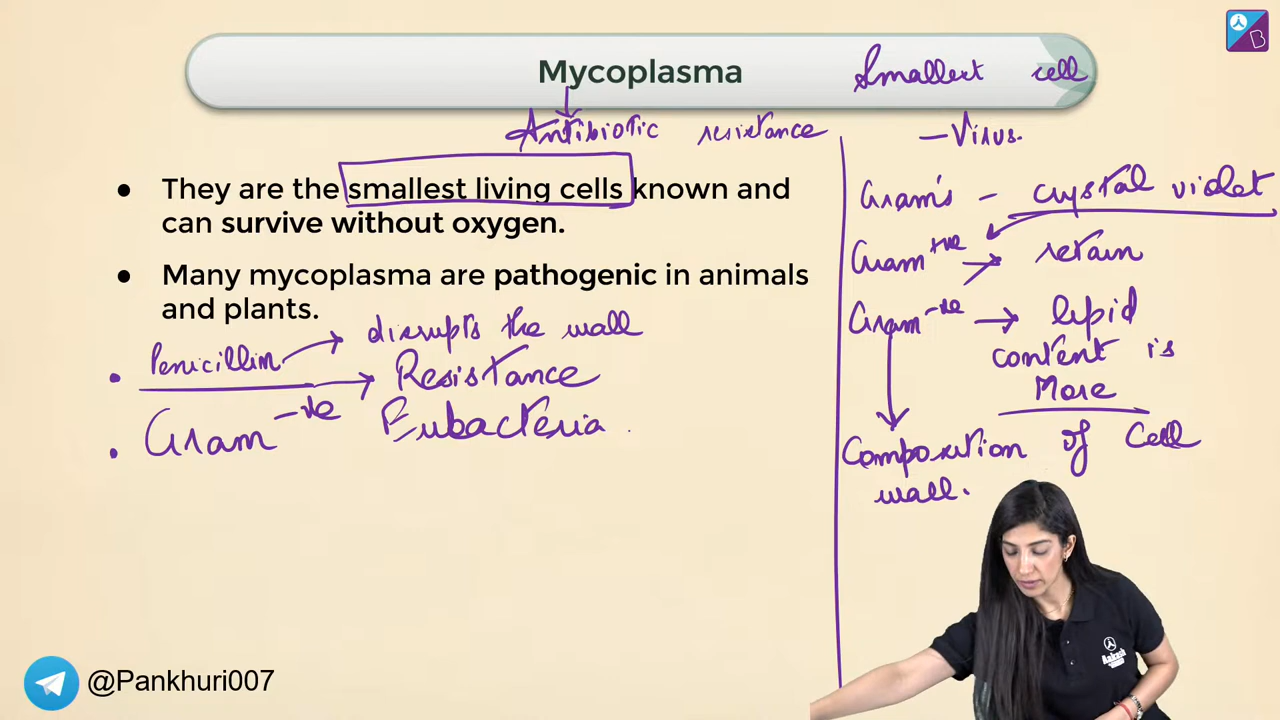 Mycoplasma
Smallest cell
Antibiotic resistance
- Virus.
They are the smallest living cells known and
can survive without oxygen.
Many mycoplasma are pathogenic in animals
and plants.
Penicillin → disrupts the wall
→ Resistance
Gram -ve Eubacteria
Gram's - crystal violet
Gram +ve → retain
Gram -ve → lipid
content is
More
Composition of Cell
wall.
Aakash
B
@Pankhuri007